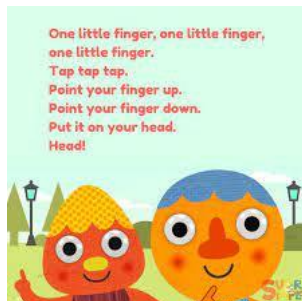 One little finger, one little finger,
one little finger.
Tap tap tap.
Point your finger up.
Point your finger down.
Put it on your head.
Head!